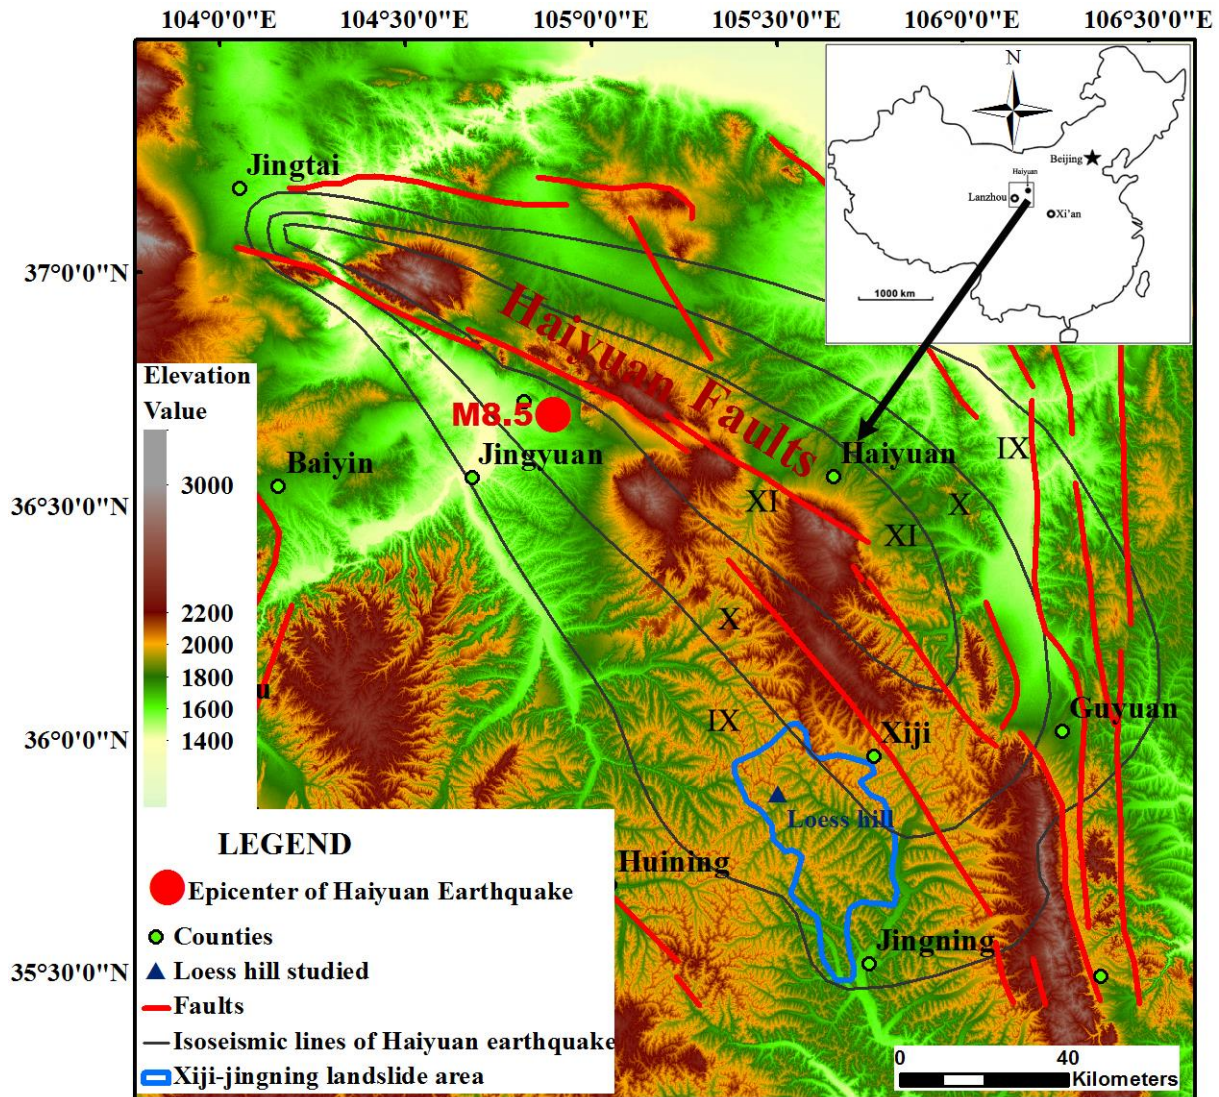 104°0'0"E 104°30'0"E 105°0'0"E 105°30'0"E 106°0'0"E 106°30'0"E
N
Beijing
Haiyuan
Lanzhou
Xi'an
1000 km
Jingtai
37°0'0"N
Haiyuan Faults
Elevation
Value
3000
2200
2000
1800
1600
1400
M8.5
Jingyuan
Baiyin
Haiyuan
IX
XI
X
XI
36°30'0"N
X
IX
u
Guyuan
36°0'0"N
Xiji
Loess hill
Huining
Jingning
35°30'0"N
LEGEND
Epicenter of Haiyuan Earthquake
Counties
Loess hill studied
Faults
Isoseismic lines of Haiyuan earthquake
Xiji-jingning landslide area
0 40
Kilometers